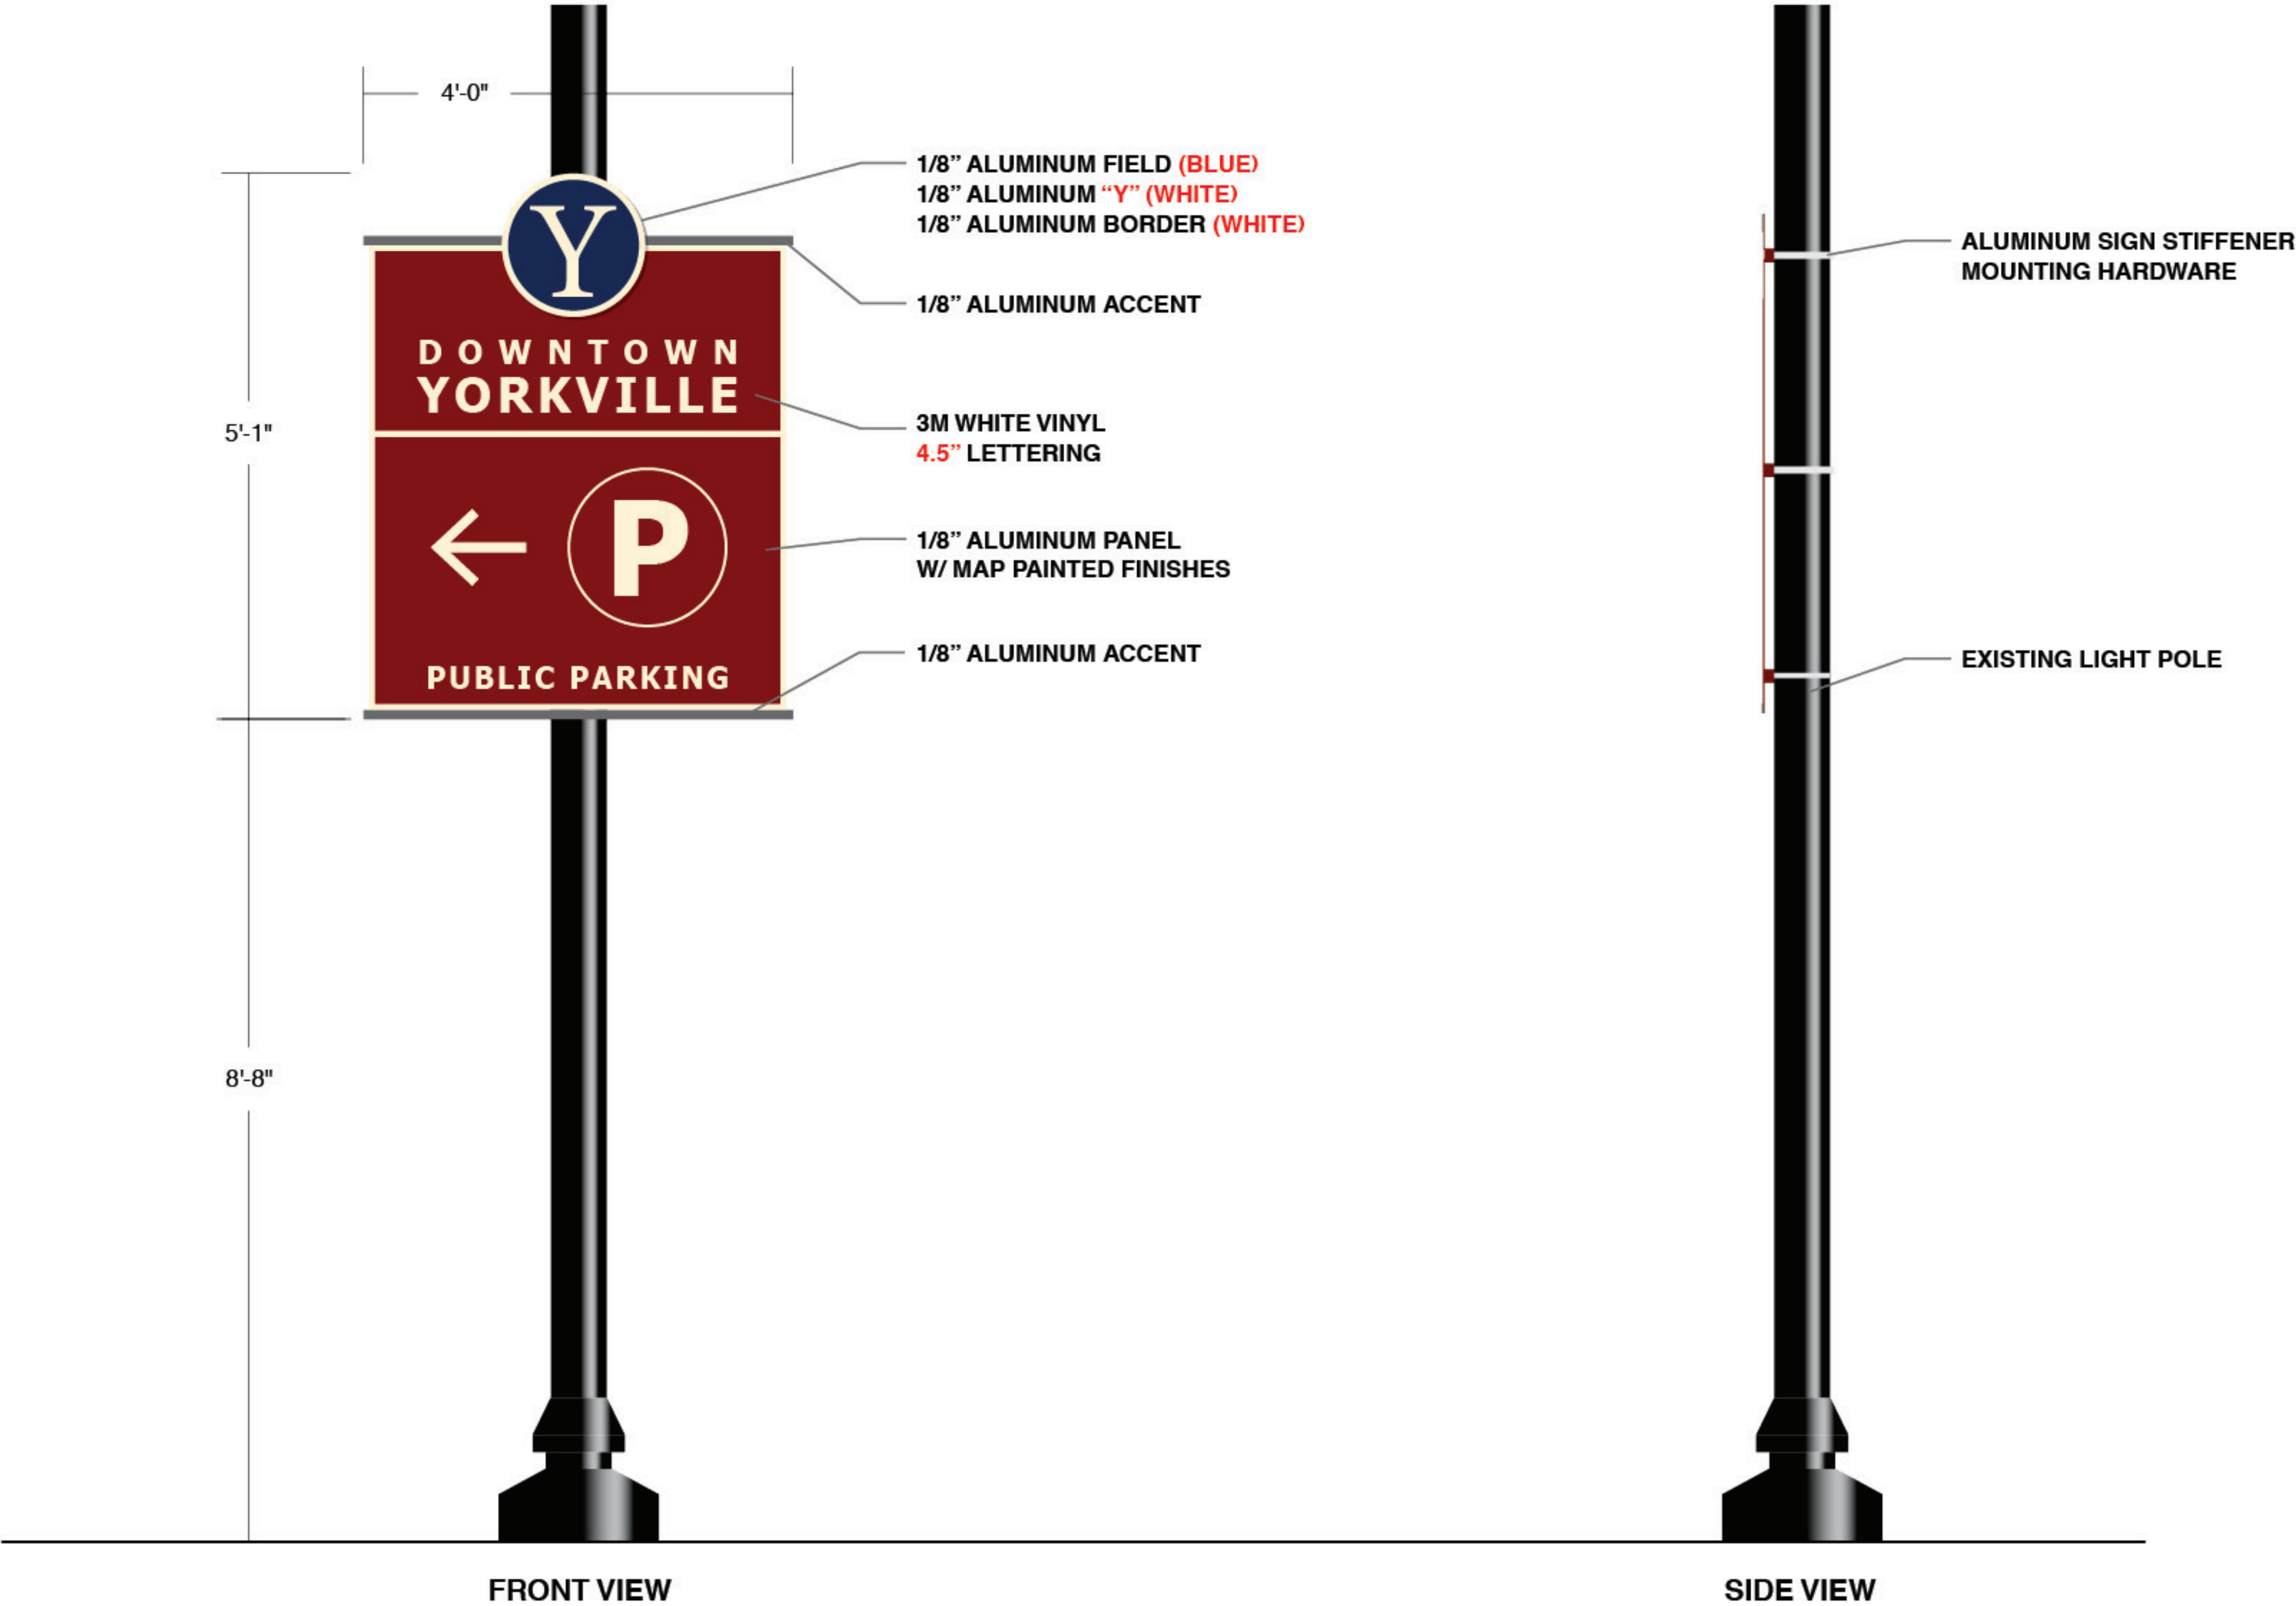 4'-0"
1/8” ALUMINUM FIELD (BLUE)
1/8” ALUMINUM “Y” (WHITE)
1/8” ALUMINUM BORDER (WHITE)
Y
ALUMINUM SIGN STIFFENER
MOUNTING HARDWARE
1/8” ALUMINUM ACCENT
DOWNTOWN
YORKVILLE
3M WHITE VINYL
4.5” LETTERING
5'-1"
P
1/8” ALUMINUM PANEL
W/ MAP PAINTED FINISHES
PUBLIC PARKING
1/8” ALUMINUM ACCENT
EXISTING LIGHT POLE
8'-8"
FRONT VIEW
SIDE VIEW